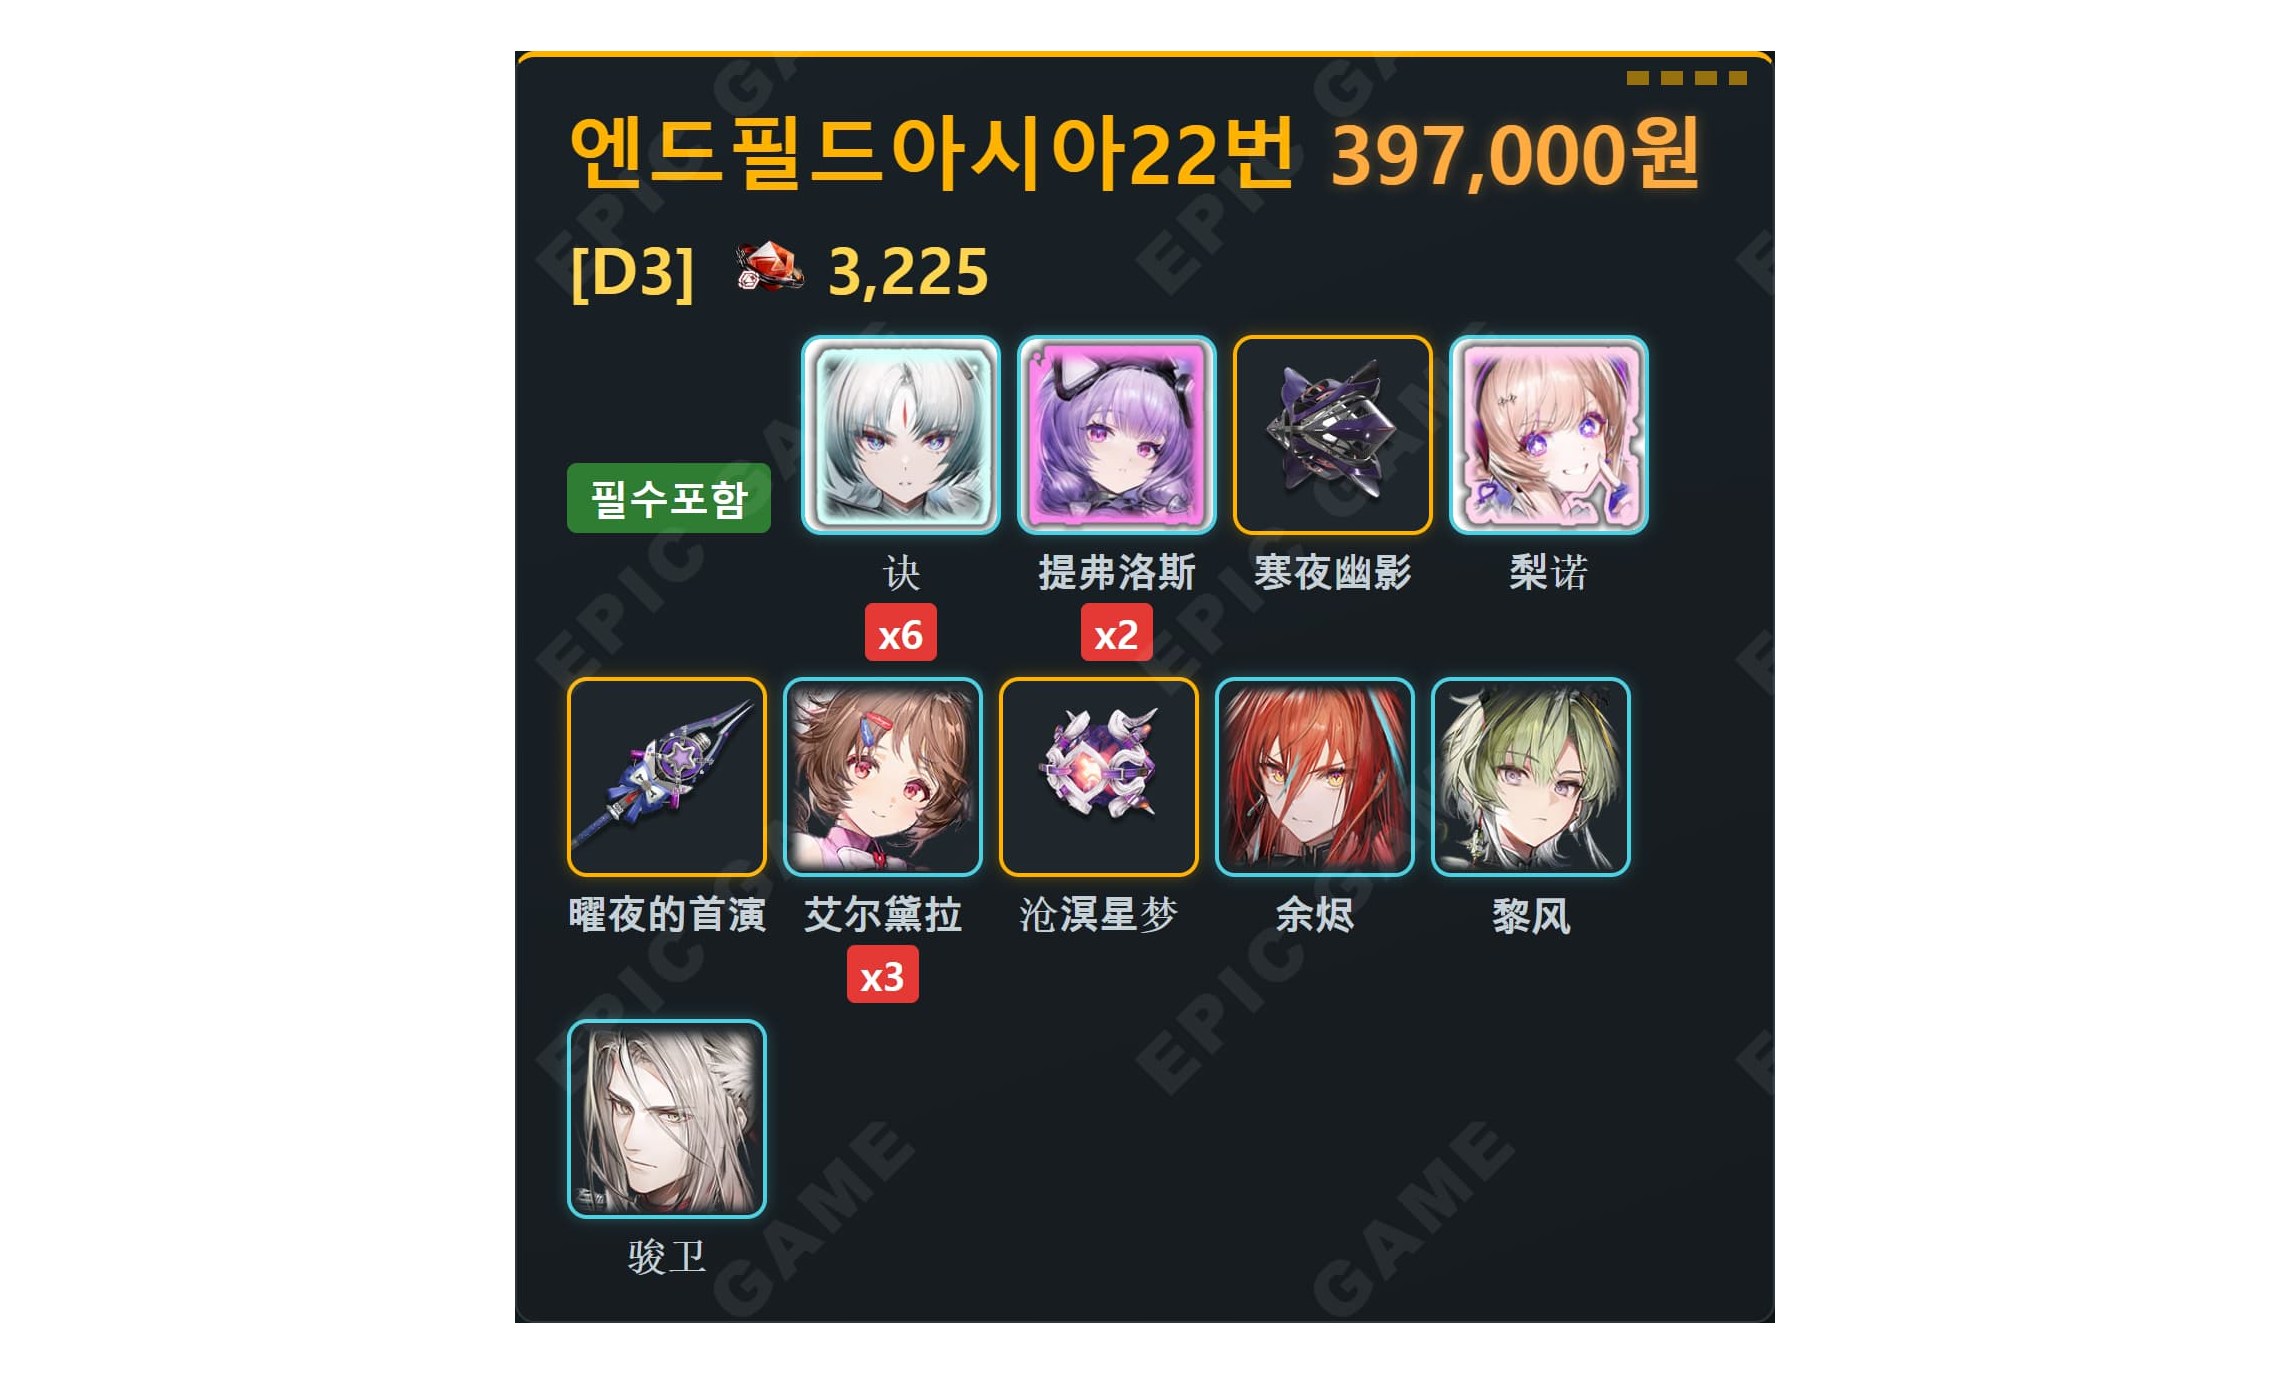 엔드필드아시아22번 397,000원
[D3] 3,225
필수포함
诀 提弗洛斯 寒夜幽影 梨诺
x6 x2
曜夜的首演 艾尔黛拉 沧溟星梦 余烬 黎风
x3
骏卫
EPIC GAME